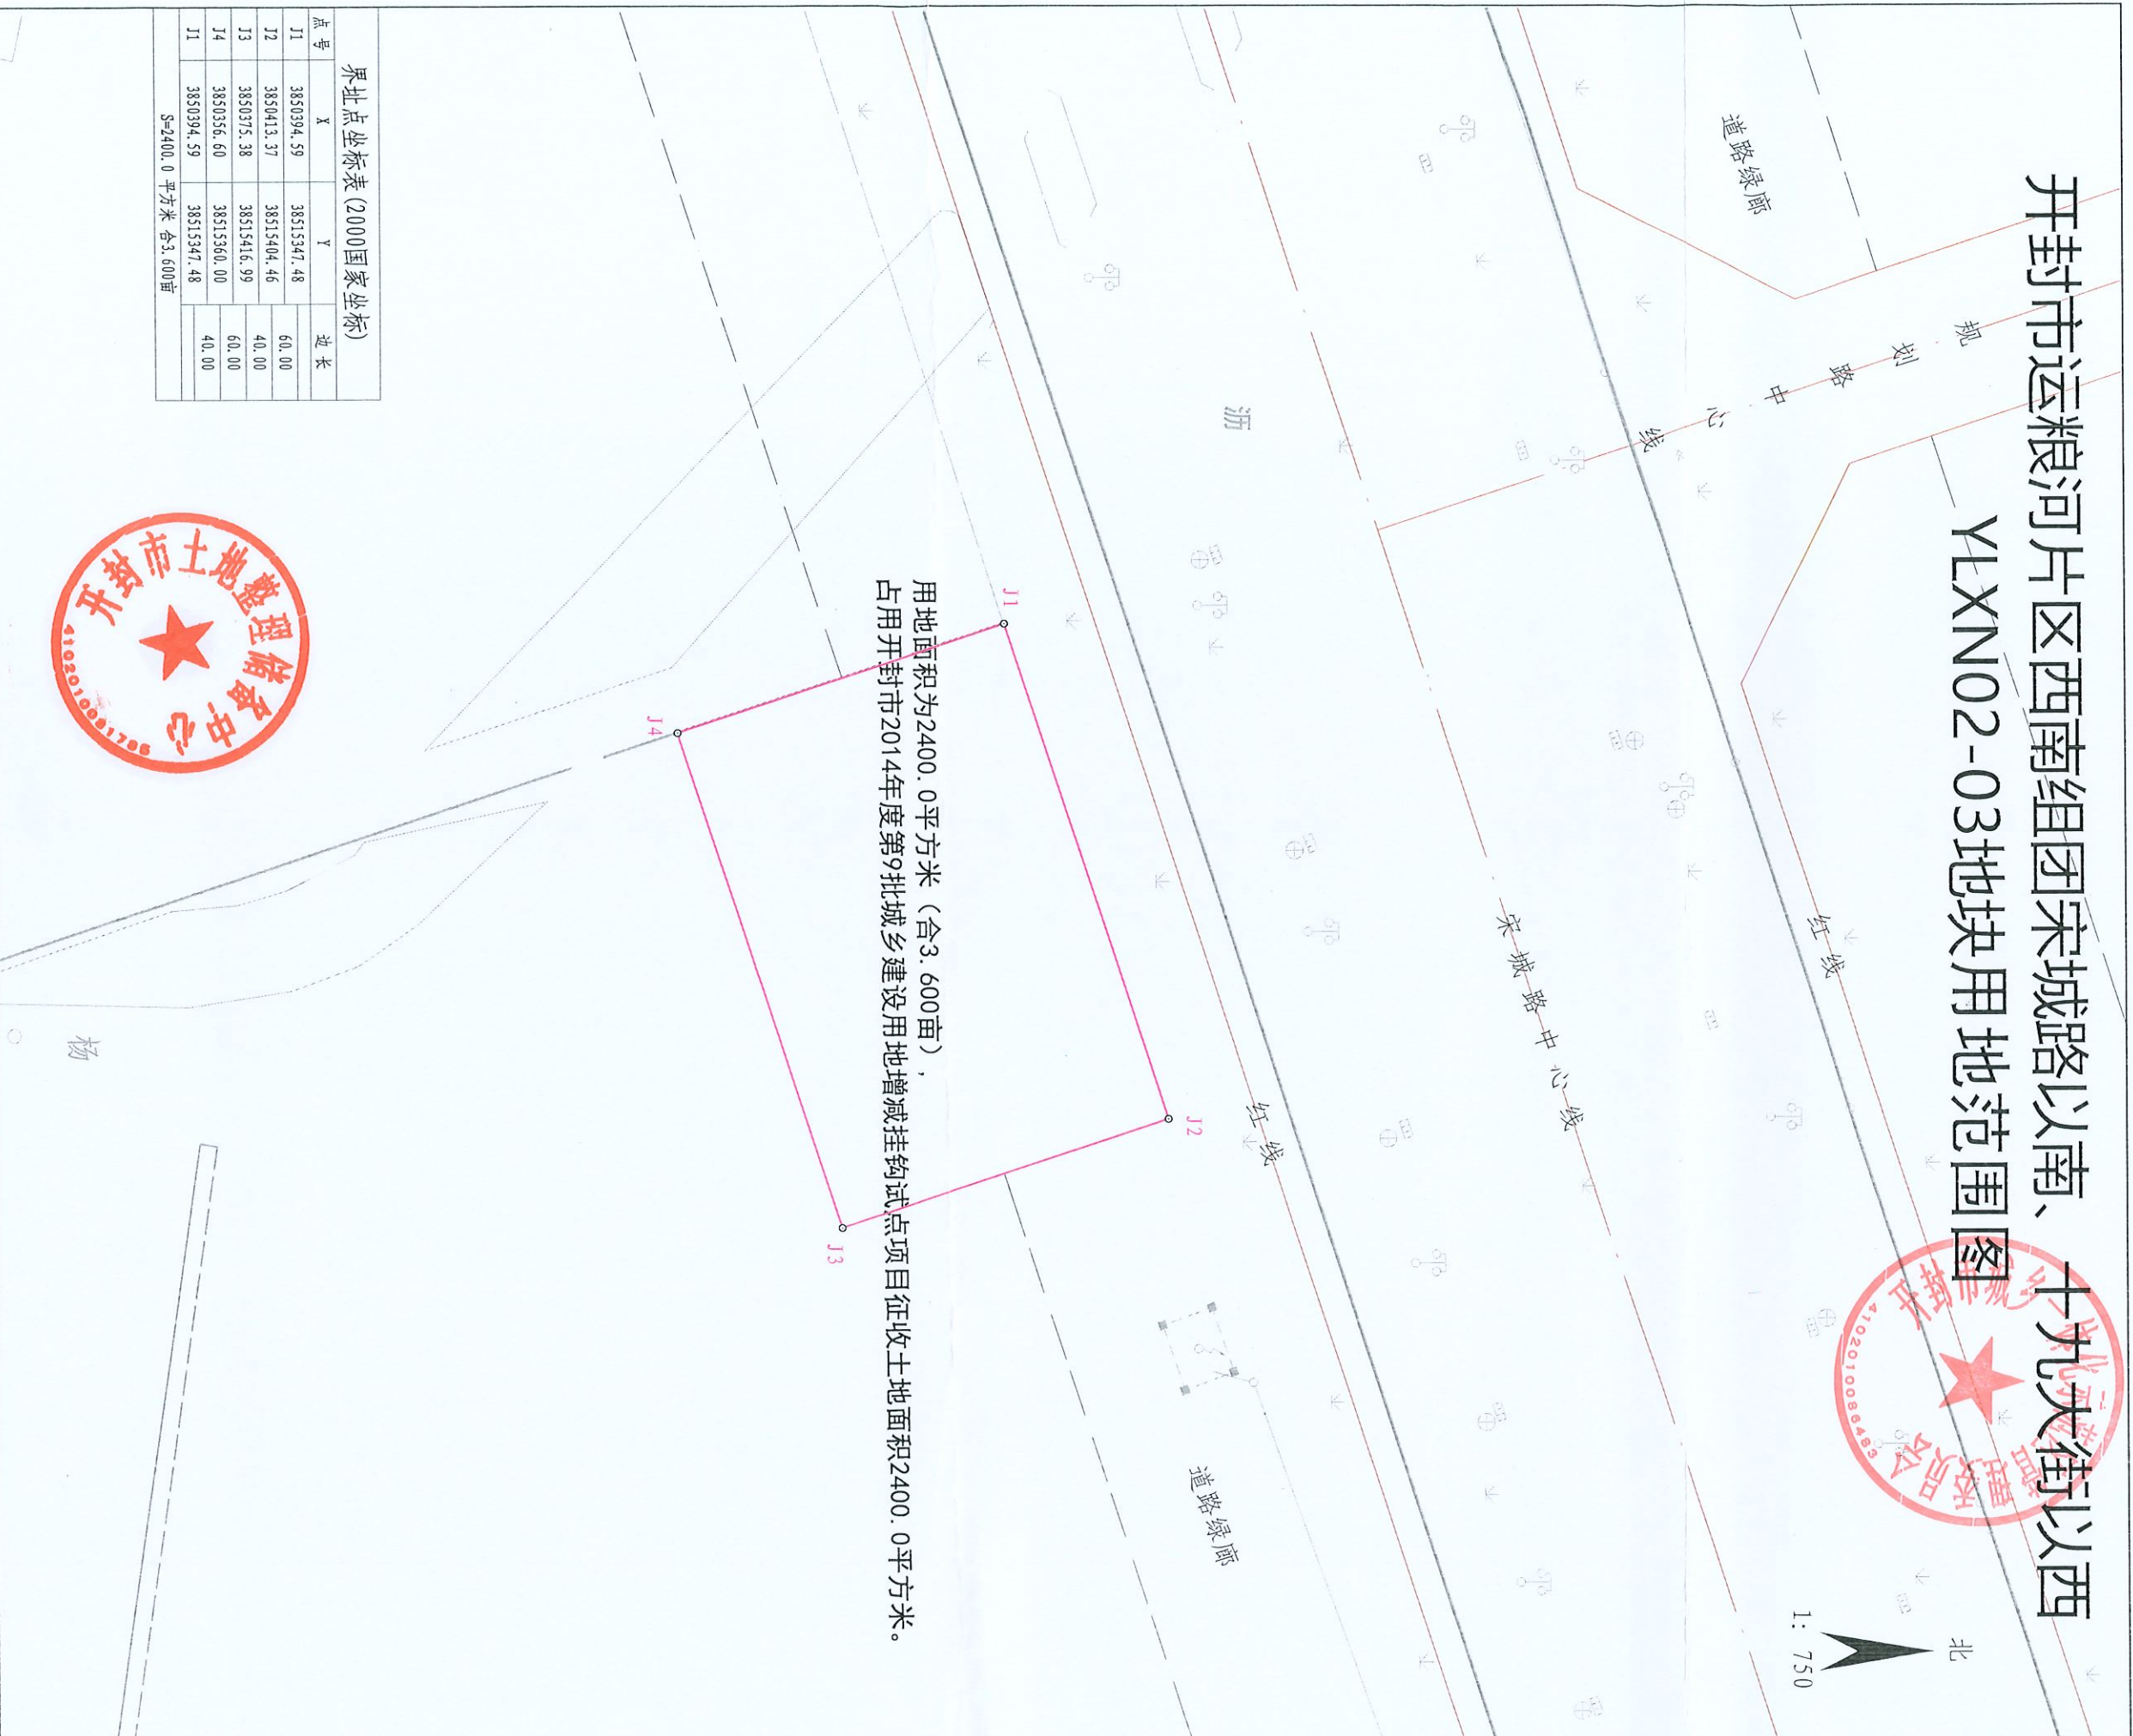 开封市运粮河片区西南组团宋城路以南、十九大街以西
YLXN02-03地块用地范围图
北
1: 750
道路绿廊
规划路中心线
红线
宋城路中心线
沥
红线
道路绿廊
J1
J2
J3
J4
用地面积为2400.0平方米（合3.600亩），
占用开封市2014年度第9批城乡建设用地增减挂钩试点项目征收土地面积2400.0平方米。
杨
界址点坐标表(2000国家坐标)
点号 X Y 边长
J1 3850394.59 38515347.48
60.00
J2 3850413.37 38515404.46
40.00
J3 3850375.38 38515416.99
60.00
J4 3850356.60 38515360.00
40.00
J1 3850394.59 38515347.48
S=2400.0 平方米 合3.600亩
开封市土地整理储备中心
4102010091785
4102010086483